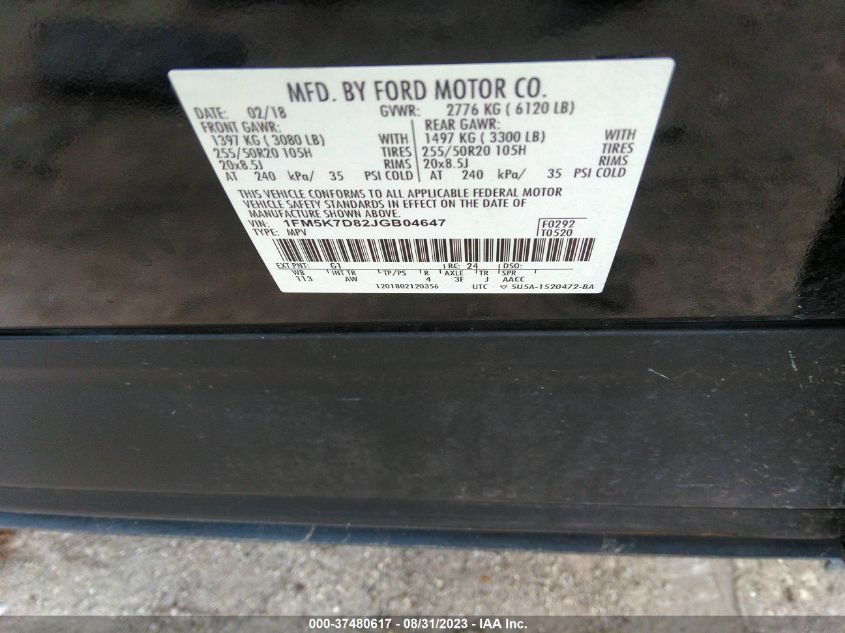 MFD. BY FORD MOTOR CO.
DATE: 02/18 GVWR: 2776 KG ( 6120 LB)
FRONT GAWR: REAR GAWR:
1397 KG ( 3080 LB) WITH 1497 KG ( 3300 LB) WITH
255/50R20 105H TIRES 255/50R20 105H TIRES
20x8.5J RIMS 20x8.5J RIMS
AT 240 kPa/ 35 PSI COLD AT 240 kPa/ 35 PSI COLD
THIS VEHICLE CONFORMS TO ALL APPLICABLE FEDERAL MOTOR
VEHICLE SAFETY STANDARDS IN EFFECT ON THE DATE OF
MANUFACTURE SHOWN ABOVE.
VIN: 1FM5K7D82JGB04647 F0292
TYPE: MPV T0520
EXT PNT: G1 RC: 24 DSO:
WB INT TR TP/PS R AXLE TR SPR
113 AW 4 3F J AACC
1201802120356 UTC ▽ 5U5A-1520472-BA
000-37480617 - 08/31/2023 - IAA Inc.